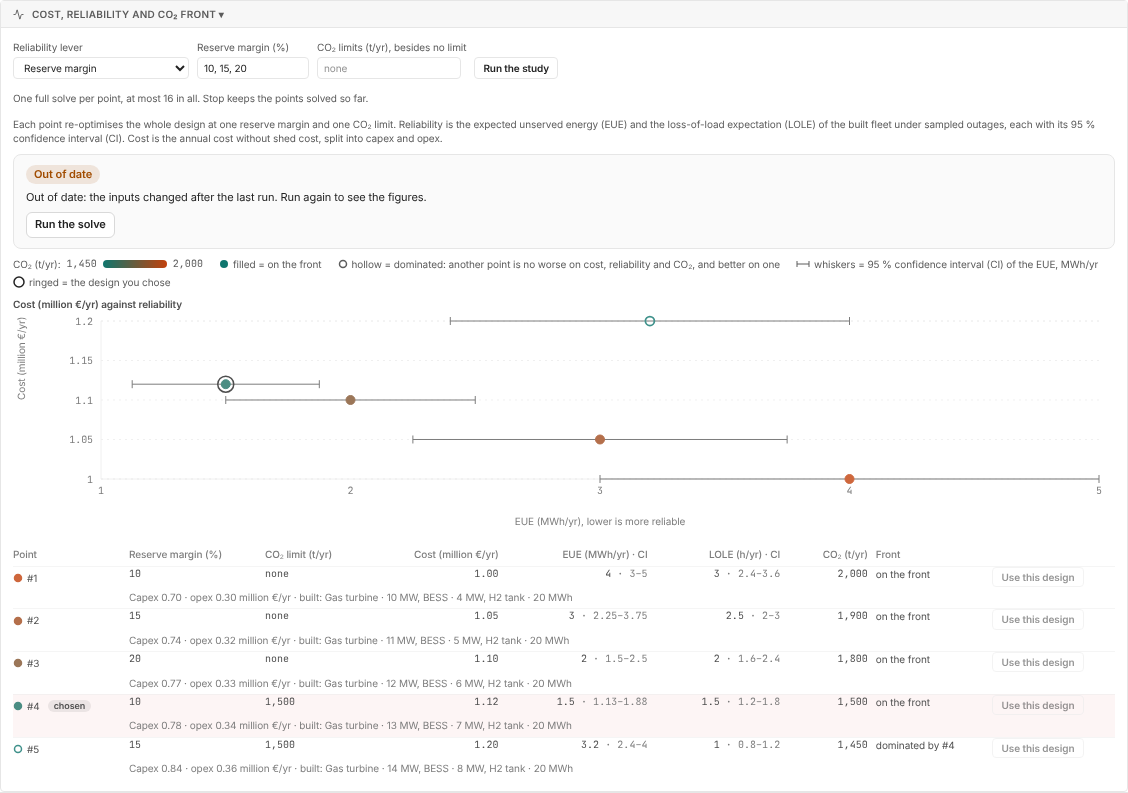 COST, RELIABILITY AND CO₂ FRONT ▾
Reliability lever
Reserve margin (%)
CO₂ limits (t/yr), besides no limit
Reserve margin
10, 15, 20
none
Run the study
One full solve per point, at most 16 in all. Stop keeps the points solved so far.
Each point re-optimises the whole design at one reserve margin and one CO₂ limit. Reliability is the expected unserved energy (EUE) and the loss-of-load expectation (LOLE) of the built fleet under sampled outages, each with its 95 %
confidence interval (CI). Cost is the annual cost without shed cost, split into capex and opex.
Out of date
Out of date: the inputs changed after the last run. Run again to see the figures.
Run the solve
CO₂ (t/yr): 1,450 2,000 filled = on the front hollow = dominated: another point is no worse on cost, reliability and CO₂, and better on one whiskers = 95 % confidence interval (CI) of the EUE, MWh/yr
ringed = the design you chose
Cost (million €/yr) against reliability
Cost (million €/yr)
1.2
1.15
1.1
1.05
1
1 2 3 4 5
EUE (MWh/yr), lower is more reliable
Point Reserve margin (%) CO₂ limit (t/yr) Cost (million €/yr) EUE (MWh/yr) · CI LOLE (h/yr) · CI CO₂ (t/yr) Front
#1 10 none 1.00 4 · 3–5 3 · 2.4–3.6 2,000 on the front Use this design
Capex 0.70 · opex 0.30 million €/yr · built: Gas turbine · 10 MW, BESS · 4 MW, H2 tank · 20 MWh
#2 15 none 1.05 3 · 2.25–3.75 2.5 · 2–3 1,900 on the front Use this design
Capex 0.74 · opex 0.32 million €/yr · built: Gas turbine · 11 MW, BESS · 5 MW, H2 tank · 20 MWh
#3 20 none 1.10 2 · 1.5–2.5 2 · 1.6–2.4 1,800 on the front Use this design
Capex 0.77 · opex 0.33 million €/yr · built: Gas turbine · 12 MW, BESS · 6 MW, H2 tank · 20 MWh
#4 chosen 10 1,500 1.12 1.5 · 1.13–1.88 1.5 · 1.2–1.8 1,500 on the front Use this design
Capex 0.78 · opex 0.34 million €/yr · built: Gas turbine · 13 MW, BESS · 7 MW, H2 tank · 20 MWh
#5 15 1,500 1.20 3.2 · 2.4–4 1 · 0.8–1.2 1,450 dominated by #4 Use this design
Capex 0.84 · opex 0.36 million €/yr · built: Gas turbine · 14 MW, BESS · 8 MW, H2 tank · 20 MWh